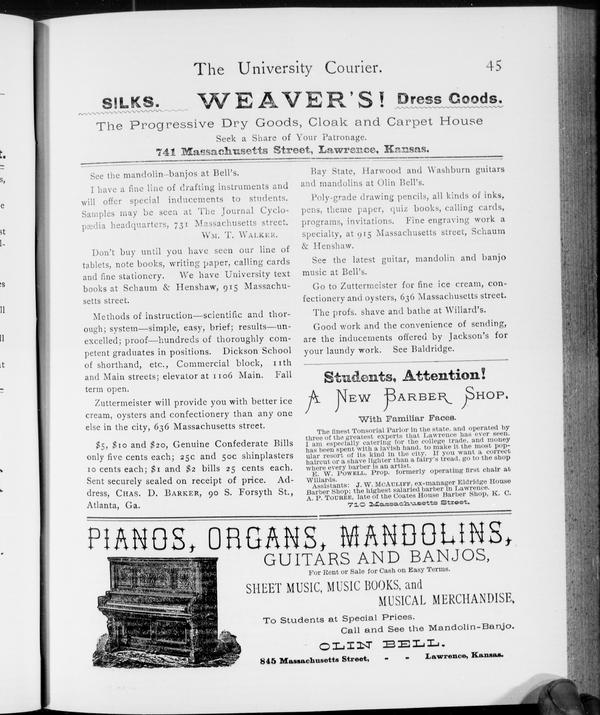 The University Courier. 45
SILKS. WEAVER'S! Dress Goods.
The Progressive Dry Goods, Cloak and Carpet House
Seek a Share of Your Patronage.
741 Massachusetts Street, Lawrence, Kansas.
See the mandolin-banjos at Bell's.
I have a fine line of drafting instruments and
will offer special inducements to students.
Samples may be seen at The Journal Cyclo-
pædia headquarters, 731 Massachusetts street.
WM. T. WALKER.
Don't buy until you have seen our line of
tablets, note books, writing paper, calling cards
and fine stationery. We have University text
books at Schaum & Henshaw, 915 Massachu-
setts street.
Methods of instruction—scientific and thor-
ough; system—simple, easy, brief; results—un-
excelled; proof—hundreds of thoroughly com-
petent graduates in positions. Dickson School
of shorthand, etc., Commercial block, 11th
and Main streets; elevator at 1106 Main. Fall
term open.
Zuttermeister will provide you with better ice
cream, oysters and confectionery than any one
else in the city, 636 Massachusetts street.
$5, $10 and $20, Genuine Confederate Bills
only five cents each; 25c and 50c shinplasters
10 cents each; $1 and $2 bills 25 cents each.
Sent securely sealed on receipt of price. Ad-
dress, CHAS. D. BARKER, 90 S. Forsyth St.,
Atlanta, Ga.
Bay State, Harwood and Washburn guitars
and mandolins at Olin Bell's.
Poly-grade drawing pencils, all kinds of inks,
pens, theme paper, quiz books, calling cards,
programs, invitations. Fine engraving work a
specialty, at 915 Massachusetts street, Schaum
& Henshaw.
See the latest guitar, mandolin and banjo
music at Bell's.
Go to Zuttermeister for fine ice cream, con-
fectionery and oysters, 636 Massachusetts street.
The profs. shave and bathe at Willard's.
Good work and the convenience of sending,
are the inducements offered by Jackson's for
your laundy work. See Baldridge.
Students, Attention!
A New Barber Shop.
With Familiar Faces.
The finest Tonsorial Parlor in the state, and operated by
three of the greatest experts that Lawrence has ever seen.
I am especially catering for the college trade, and money
has been spent with a lavish hand, to make it the most pop-
ular resort of its kind in the city. If you want a correct
haircut or a shave lighter than a fairy's tread, go to the shop
where every barber is an artist.
E. W. POWELL, Prop. formerly operating first chair at
Willards.
Assistants: J. W. MCAULIFF, ex-manager Eldridge House
Barber Shop; the highest salaried barber in Lawrence.
A. P. TOUREE, late of the Coates House Barber Shop, K. C.
710 Massachusetts Street.
PIANOS, ORGANS, MANDOLINS,
GUITARS AND BANJOS,
For Rent or Sale for Cash on Easy Terms.
SHEET MUSIC, MUSIC BOOKS, and
MUSICAL MERCHANDISE,
To Students at Special Prices.
Call and See the Mandolin-Banjo.
OLIN BELL.
845 Massachusetts Street, - - Lawrence, Kansas.